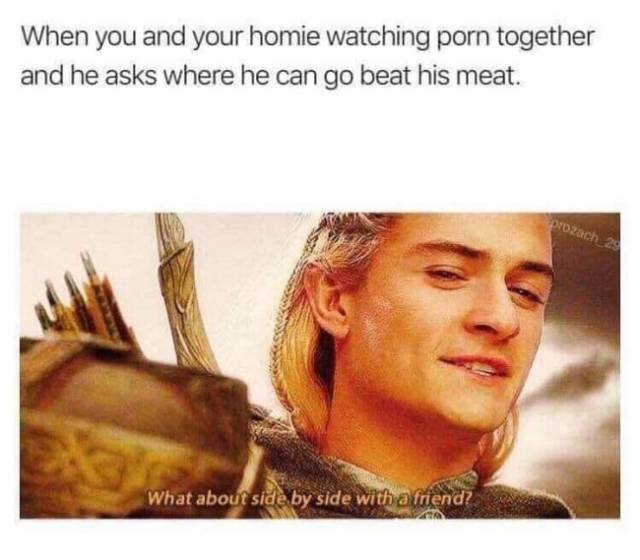 When you and your homie watching porn together
and he asks where he can go beat his meat.
prozach_29
What about side by side with a friend?